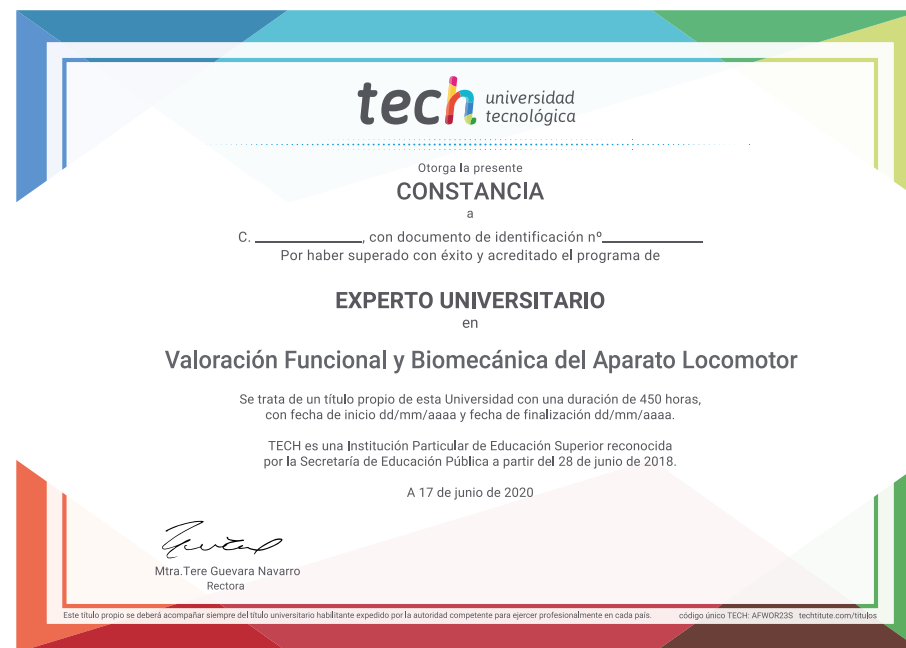 tech universidad
tecnológica
Otorga la presente
CONSTANCIA
a
C. ______________, con documento de identificación nº______________
Por haber superado con éxito y acreditado el programa de
EXPERTO UNIVERSITARIO
en
Valoración Funcional y Biomecánica del Aparato Locomotor
Se trata de un título propio de esta Universidad con una duración de 450 horas,
con fecha de inicio dd/mm/aaaa y fecha de finalización dd/mm/aaaa.
TECH es una Institución Particular de Educación Superior reconocida
por la Secretaría de Educación Pública a partir del 28 de junio de 2018.
A 17 de junio de 2020
Mtra.Tere Guevara Navarro
Rectora
Este título propio se deberá acompañar siempre del título universitario habilitante expedido por la autoridad competente para ejercer profesionalmente en cada país. código único TECH: AFWOR23S techtitute.com/titulos